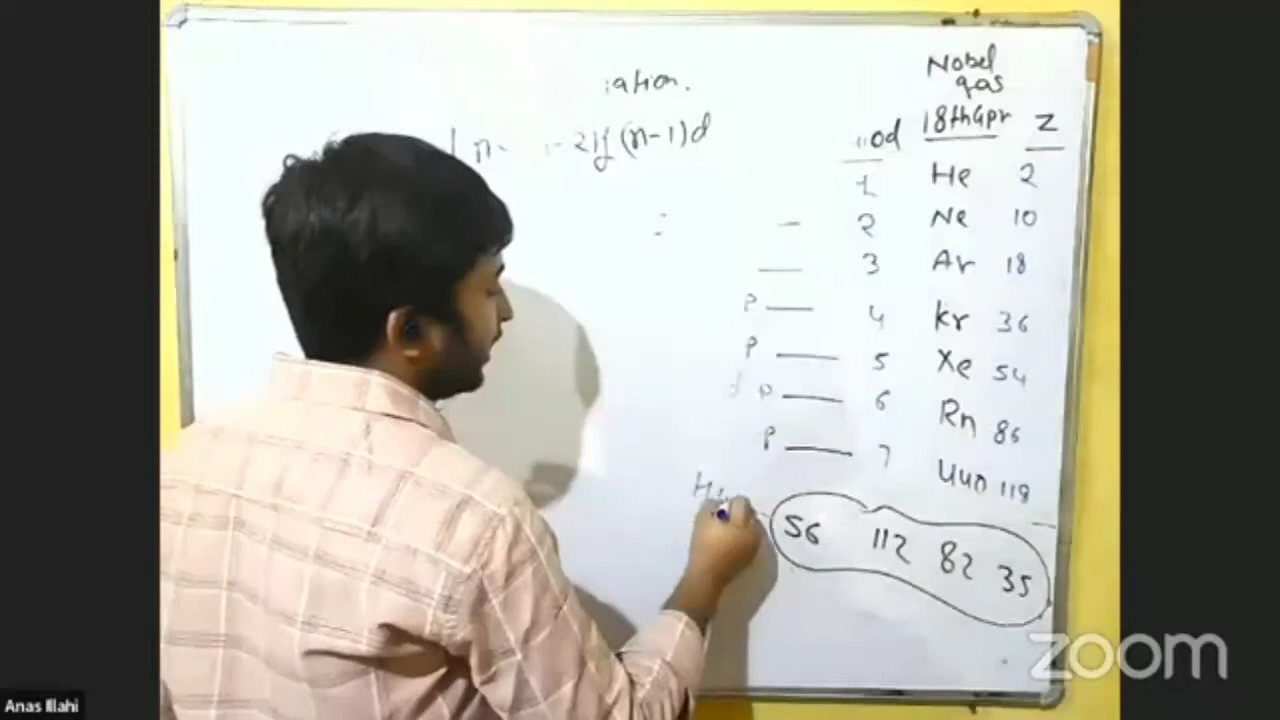 Nobel
gas
18thGpr Z
1 He 2
2 Ne 10
3 Ar 18
P 4 Kr 36
P 5 Xe 54
P 6 Rn 86
P 7 Uuo 118
56 112 82 35
(n-1)d
zoom
Anas Illahi